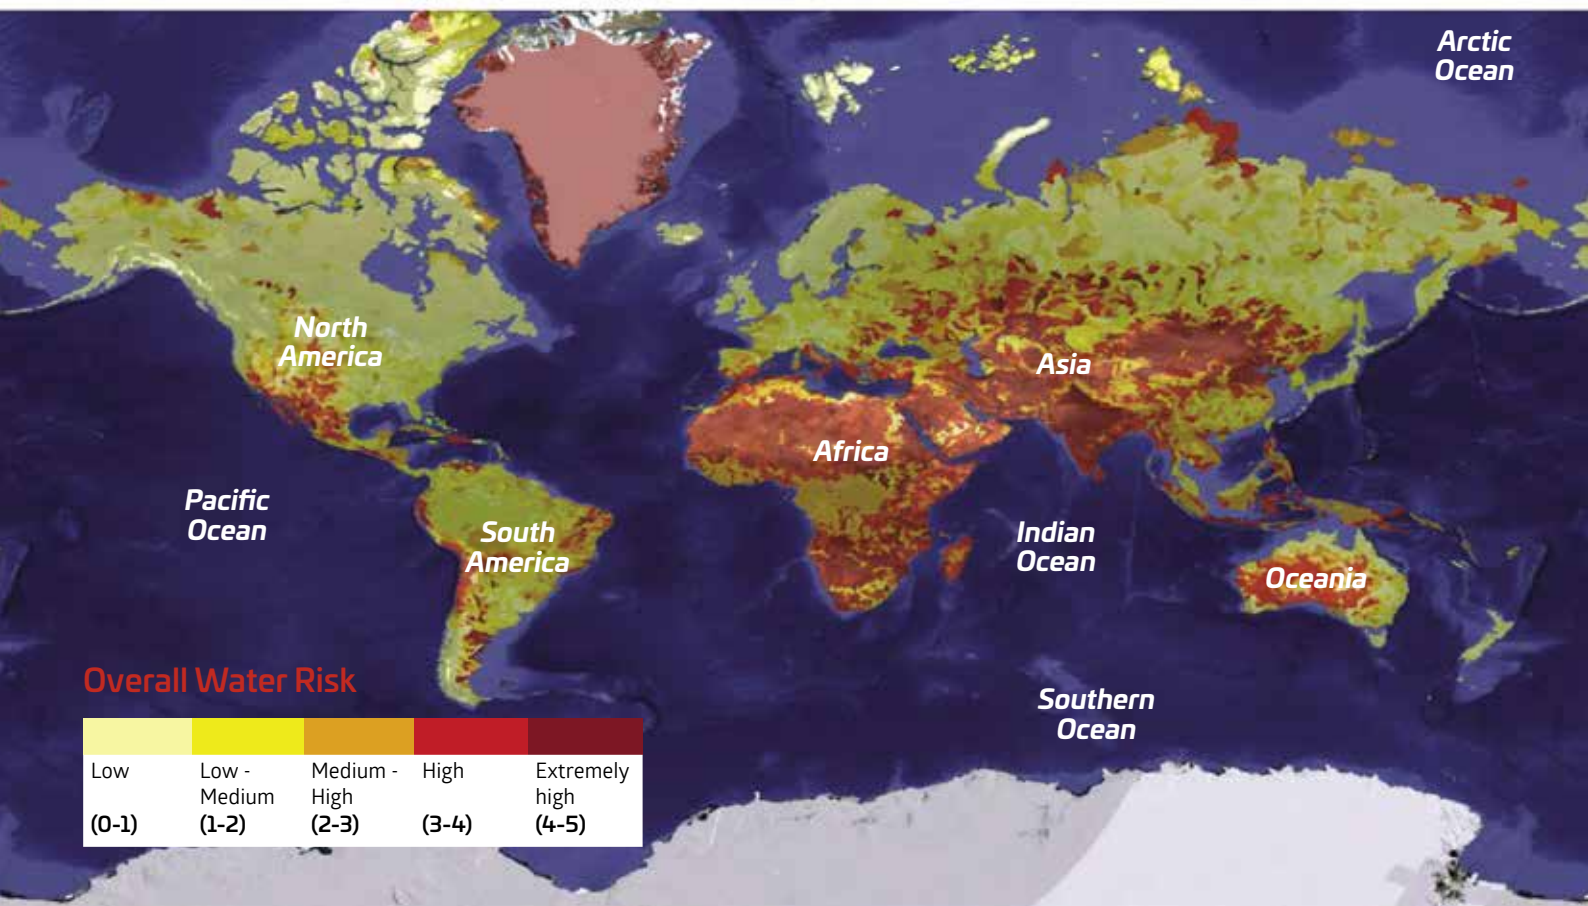 Arctic
Ocean
North
America
Asia
Africa
Pacific
Ocean
South
America
Indian
Ocean
Oceania
Southern
Ocean
Overall Water Risk
Low
(0-1)
Low -
Medium
(1-2)
Medium -
High
(2-3)
High
(3-4)
Extremely
high
(4-5)